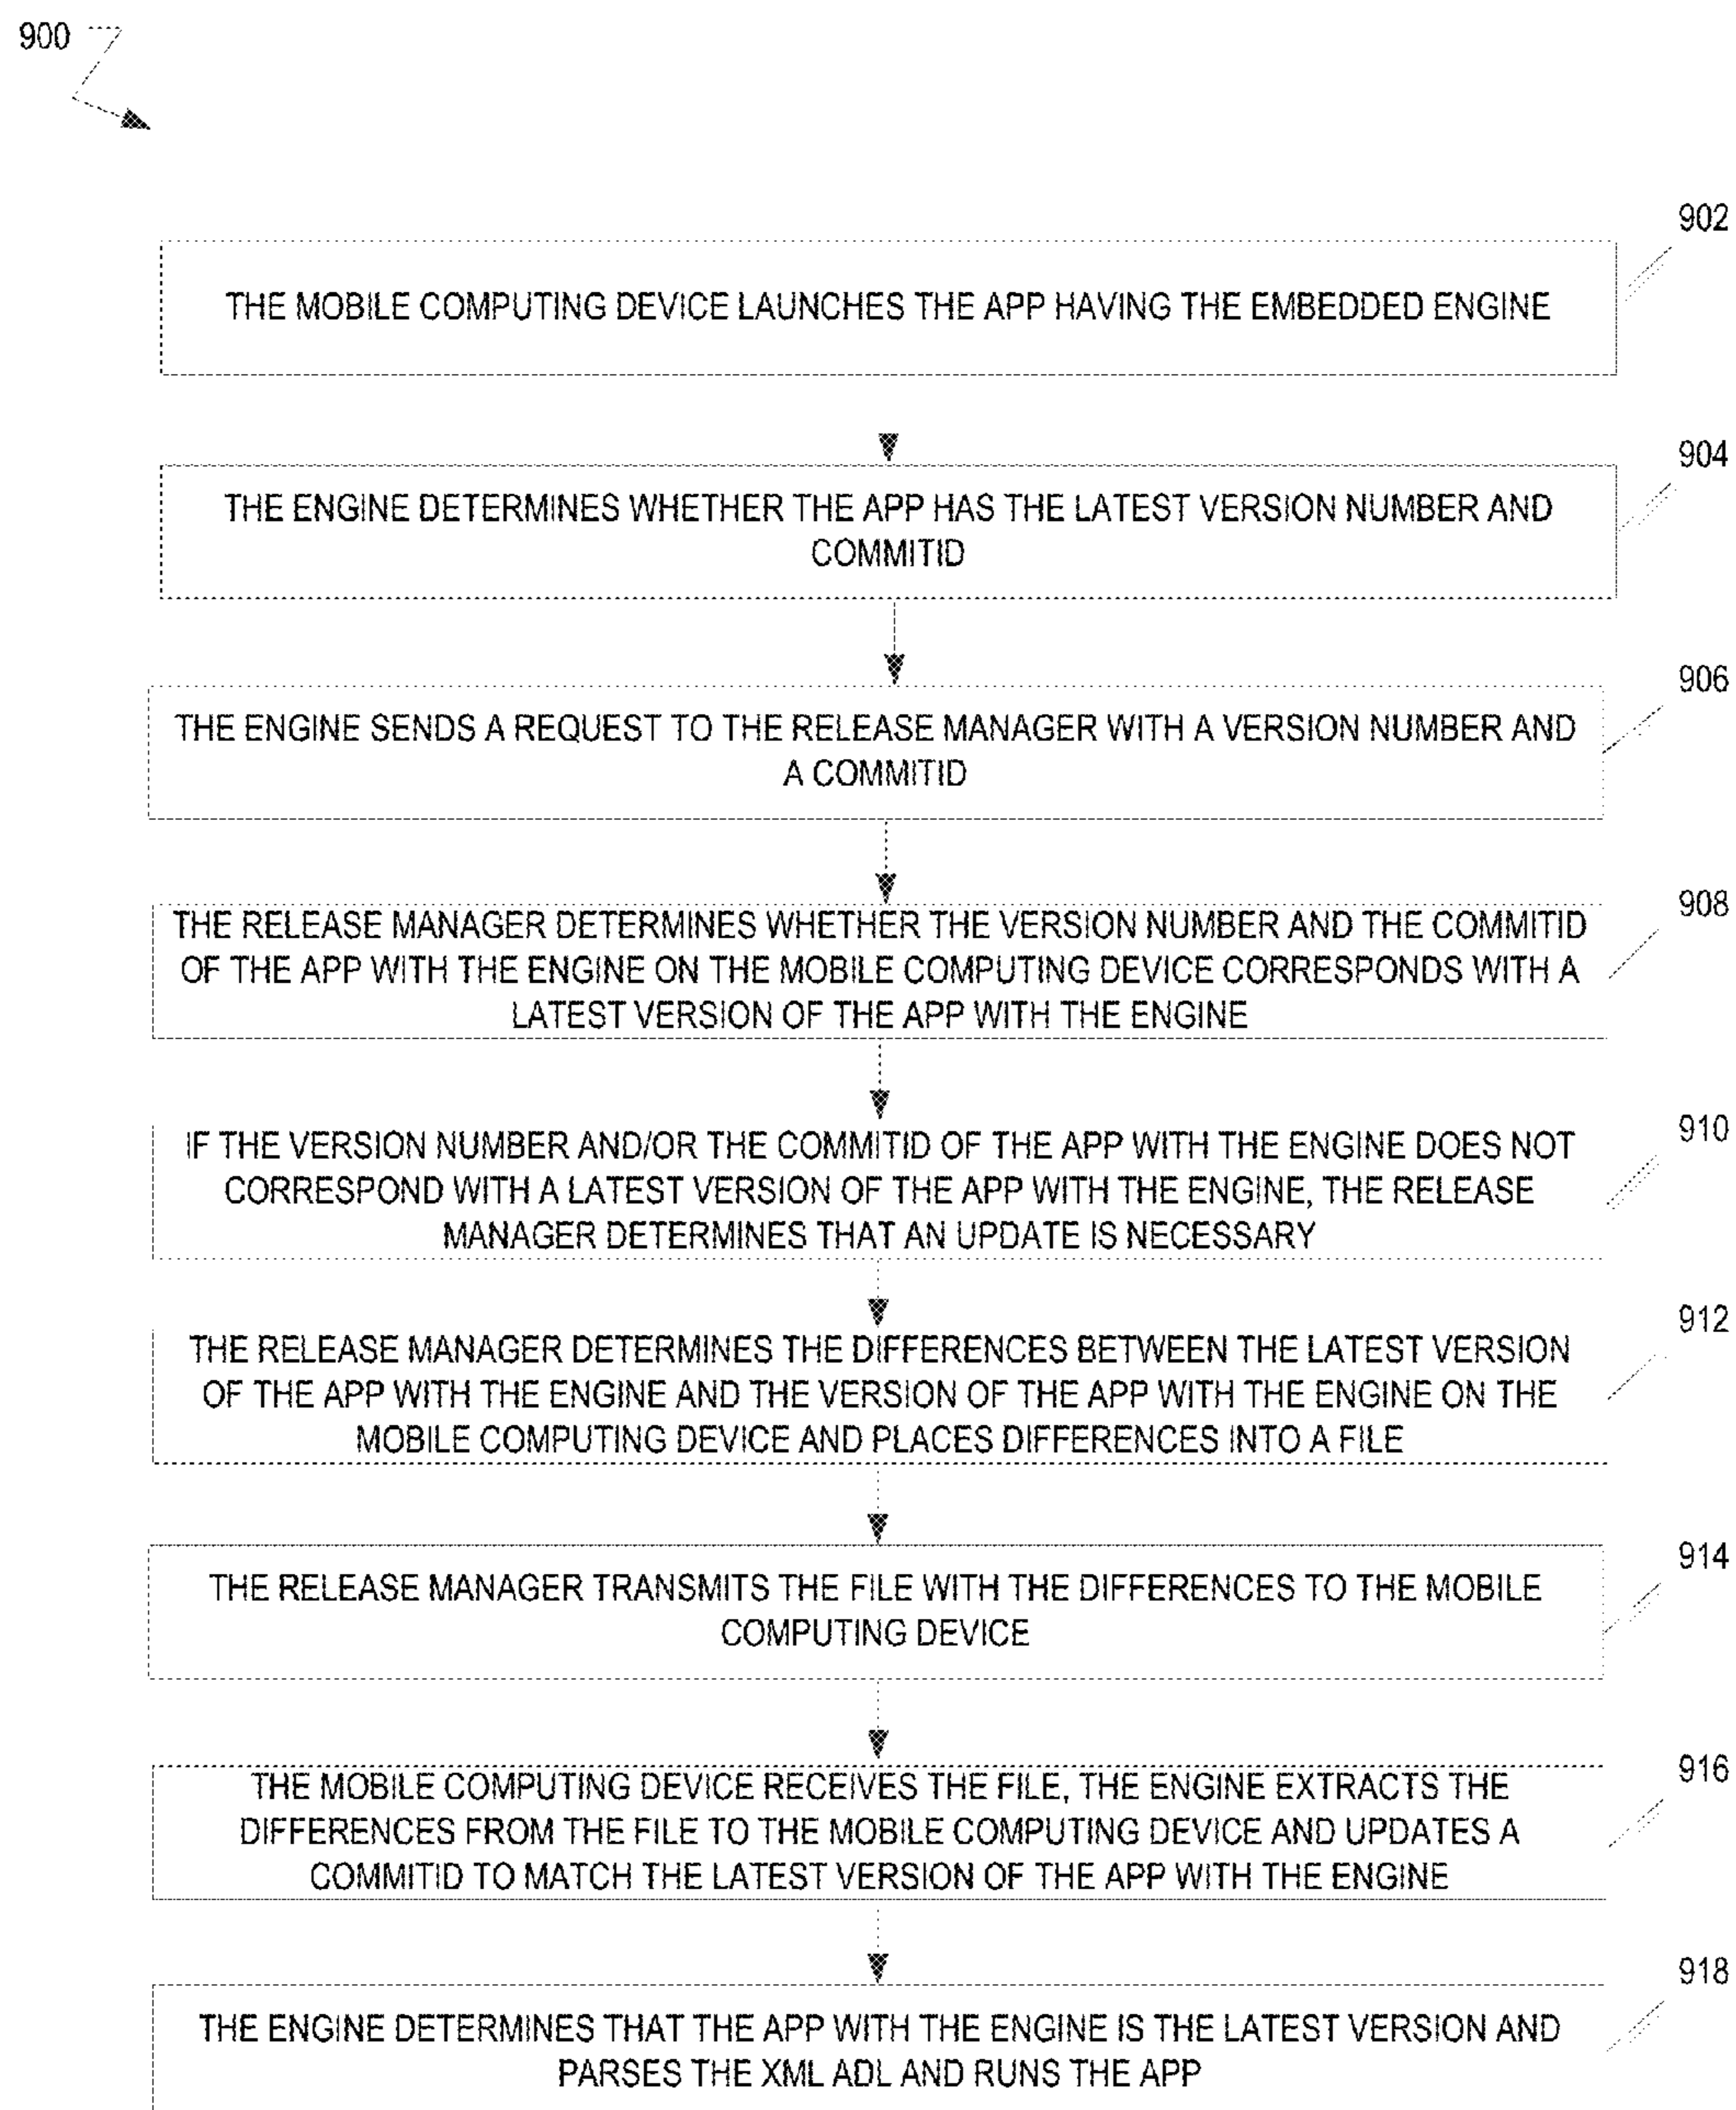 900
902
THE MOBILE COMPUTING DEVICE LAUNCHES THE APP HAVING THE EMBEDDED ENGINE
904
THE ENGINE DETERMINES WHETHER THE APP HAS THE LATEST VERSION NUMBER AND
COMMITID
906
THE ENGINE SENDS A REQUEST TO THE RELEASE MANAGER WITH A VERSION NUMBER AND
A COMMITID
908
THE RELEASE MANAGER DETERMINES WHETHER THE VERSION NUMBER AND THE COMMITID
OF THE APP WITH THE ENGINE ON THE MOBILE COMPUTING DEVICE CORRESPONDS WITH A
LATEST VERSION OF THE APP WITH THE ENGINE
910
IF THE VERSION NUMBER AND/OR THE COMMITID OF THE APP WITH THE ENGINE DOES NOT
CORRESPOND WITH A LATEST VERSION OF THE APP WITH THE ENGINE, THE RELEASE
MANAGER DETERMINES THAT AN UPDATE IS NECESSARY
912
THE RELEASE MANAGER DETERMINES THE DIFFERENCES BETWEEN THE LATEST VERSION
OF THE APP WITH THE ENGINE AND THE VERSION OF THE APP WITH THE ENGINE ON THE
MOBILE COMPUTING DEVICE AND PLACES DIFFERENCES INTO A FILE
914
THE RELEASE MANAGER TRANSMITS THE FILE WITH THE DIFFERENCES TO THE MOBILE
COMPUTING DEVICE
916
THE MOBILE COMPUTING DEVICE RECEIVES THE FILE, THE ENGINE EXTRACTS THE
DIFFERENCES FROM THE FILE TO THE MOBILE COMPUTING DEVICE AND UPDATES A
COMMITID TO MATCH THE LATEST VERSION OF THE APP WITH THE ENGINE
918
THE ENGINE DETERMINES THAT THE APP WITH THE ENGINE IS THE LATEST VERSION AND
PARSES THE XML ADL AND RUNS THE APP